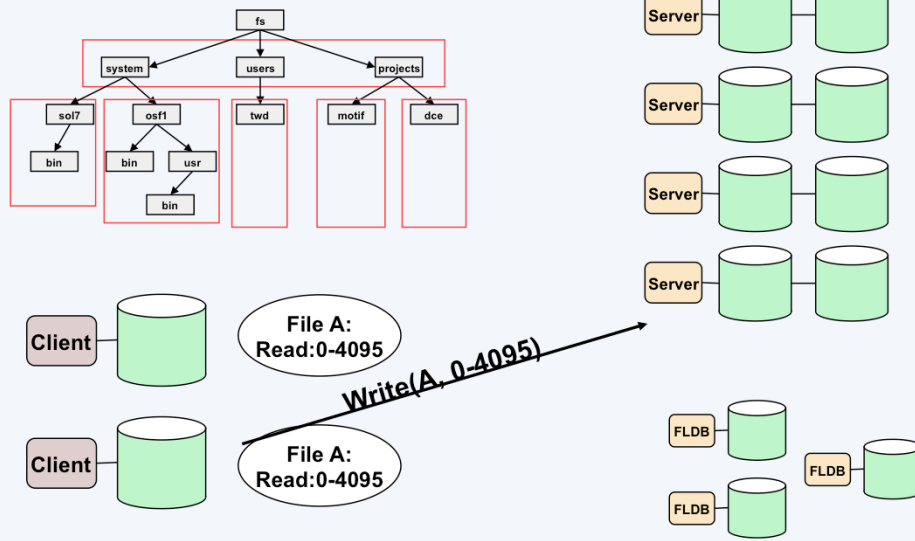 fs
system
users
projects
sol7
osf1
twd
motif
dce
bin
bin
usr
bin
Server
Server
Server
Server
Client
File A:
Read:0-4095
Write(A, 0-4095)
Client
File A:
Read:0-4095
FLDB
FLDB
FLDB